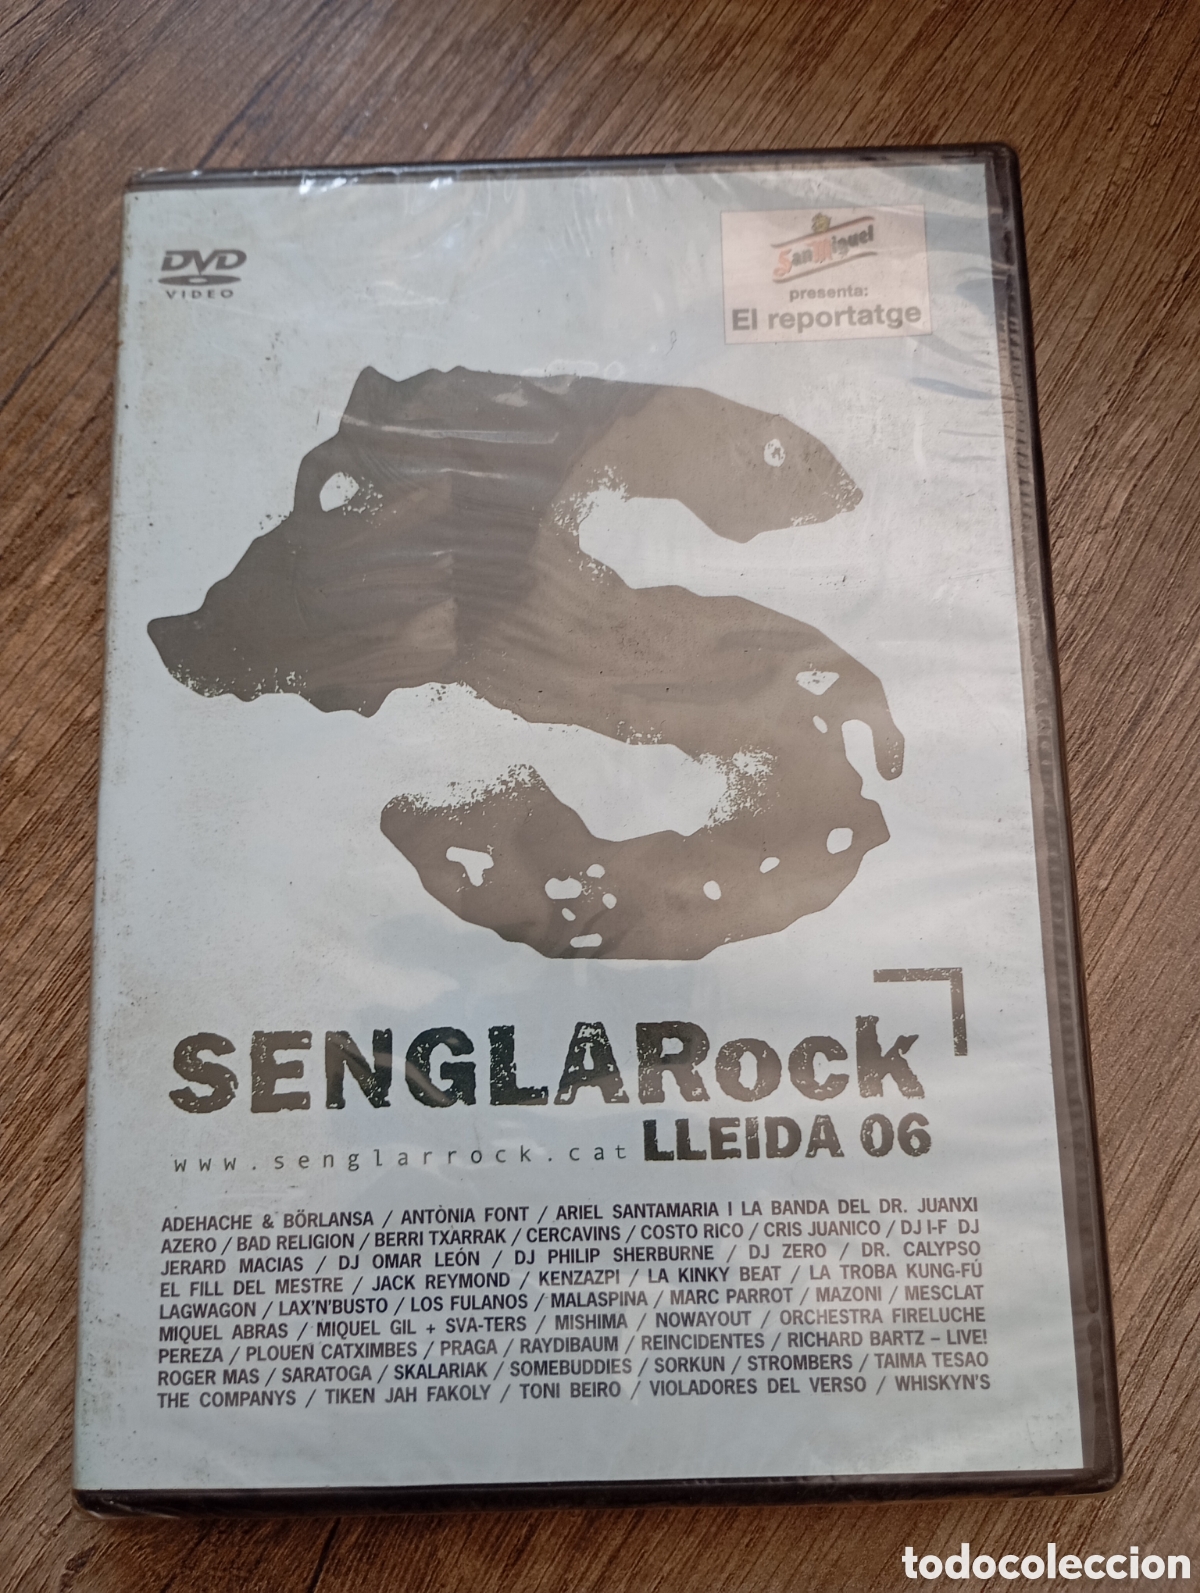 DVD
VIDEO
San Miguel
presenta:
El reportatge
SENGLARock
www.senglarrock.cat LLEIDA 06
ADEHACHE & BÖRLANSA / ANTÒNIA FONT / ARIEL SANTAMARIA I LA BANDA DEL DR. JUANXI
AZERO / BAD RELIGION / BERRI TXARRAK / CERCAVINS / COSTO RICO / CRIS JUANICO / DJ I-F DJ
JERARD MACIAS / DJ OMAR LEÓN / DJ PHILIP SHERBURNE / DJ ZERO / DR. CALYPSO
EL FILL DEL MESTRE / JACK REYMOND / KENZAZPI / LA KINKY BEAT / LA TROBA KUNG-FÚ
LAGWAGON / LAX'N'BUSTO / LOS FULANOS / MALASPINA / MARC PARROT / MAZONI / MESCLAT
MIQUEL ABRAS / MIQUEL GIL + SVA-TERS / MISHIMA / NOWAYOUT / ORCHESTRA FIRELUCHE
PEREZA / PLOUEN CATXIMBES / PRAGA / RAYDIBAUM / REINCIDENTES / RICHARD BARTZ – LIVE!
ROGER MAS / SARATOGA / SKALARIAK / SOMEBUDDIES / SORKUN / STROMBERS / TAIMA TESAO
THE COMPANYS / TIKEN JAH FAKOLY / TONI BEIRO / VIOLADORES DEL VERSO / WHISKYN'S
todocoleccion